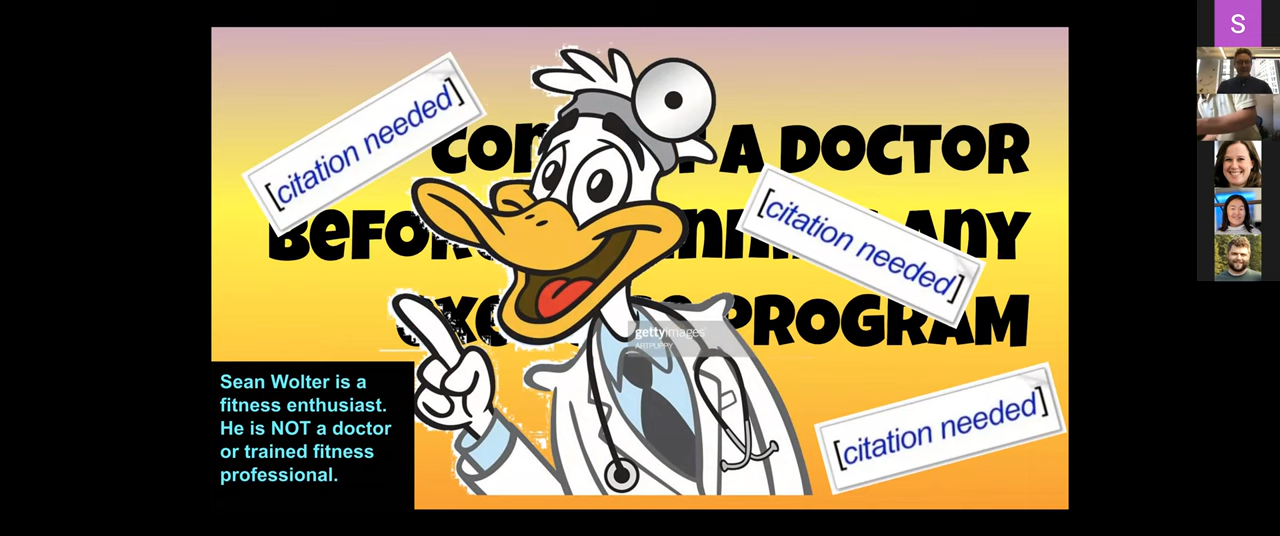 [citation needed]
A DOCTOR
[citation needed]
ANY
PROGRAM
gettyimages
ARTPUPPY
Sean Wolter is a
fitness enthusiast.
He is NOT a doctor
or trained fitness
professional.
[citation needed]
S